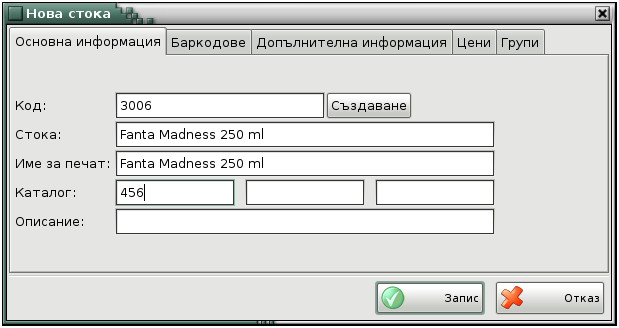 Нова стока
Основна информация Баркодове Допълнителна информация Цени Групи
Код: 3006 Създаване
Стока: Fanta Madness 250 ml
Име за печат: Fanta Madness 250 ml
Каталог: 456
Описание:
Запис Отказ